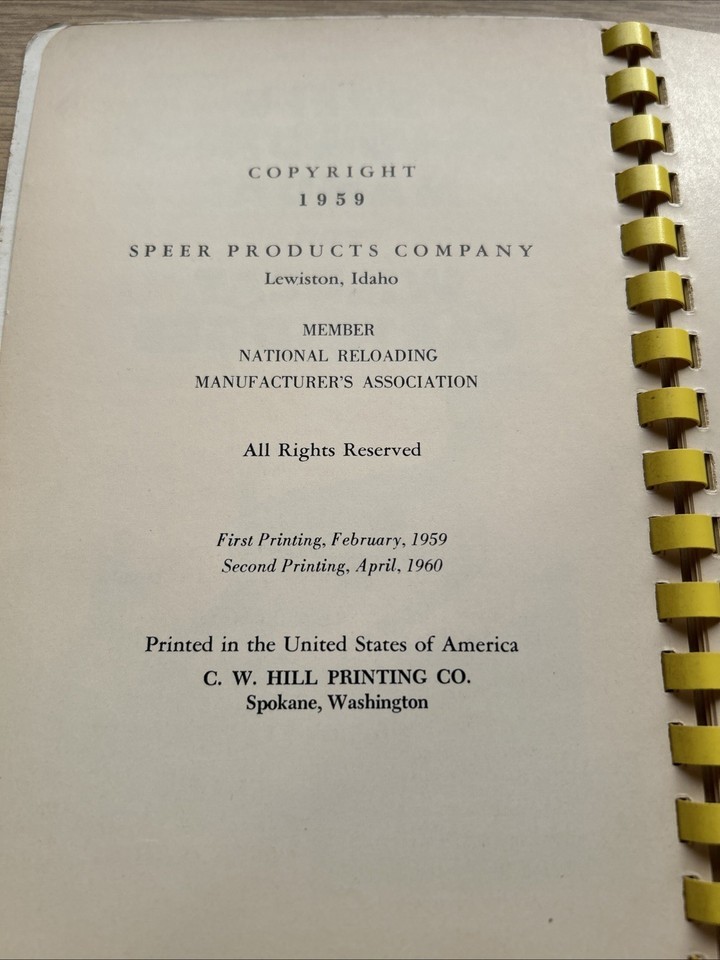 COPYRIGHT
1959
SPEER PRODUCTS COMPANY
Lewiston, Idaho
MEMBER
NATIONAL RELOADING
MANUFACTURER'S ASSOCIATION
All Rights Reserved
First Printing, February, 1959
Second Printing, April, 1960
Printed in the United States of America
C. W. HILL PRINTING CO.
Spokane, Washington